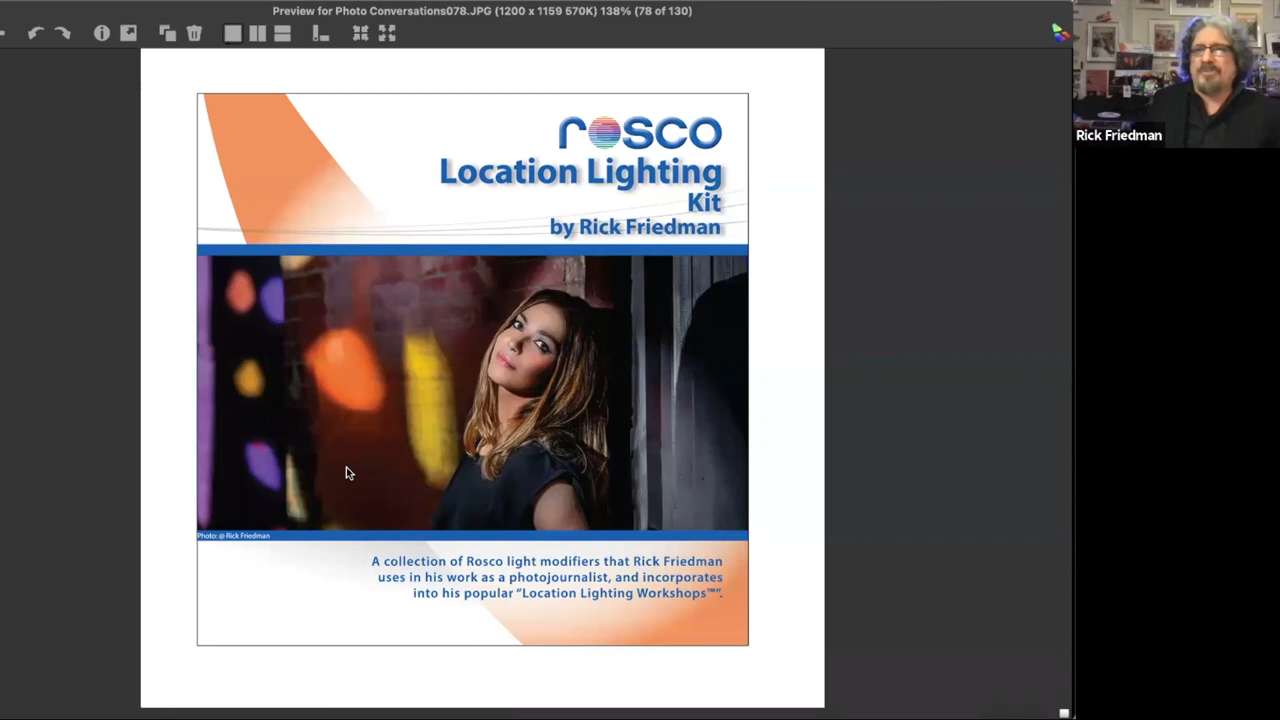 Preview for Photo Conversations078.JPG (1200 x 1159 570K) 138% (78 of 130)
Rick Friedman
rosco
Location Lighting
Kit
by Rick Friedman
Photo: @ Rick Friedman
A collection of Rosco light modifiers that Rick Friedman
uses in his work as a photojournalist, and incorporates
into his popular “Location Lighting Workshops™”.